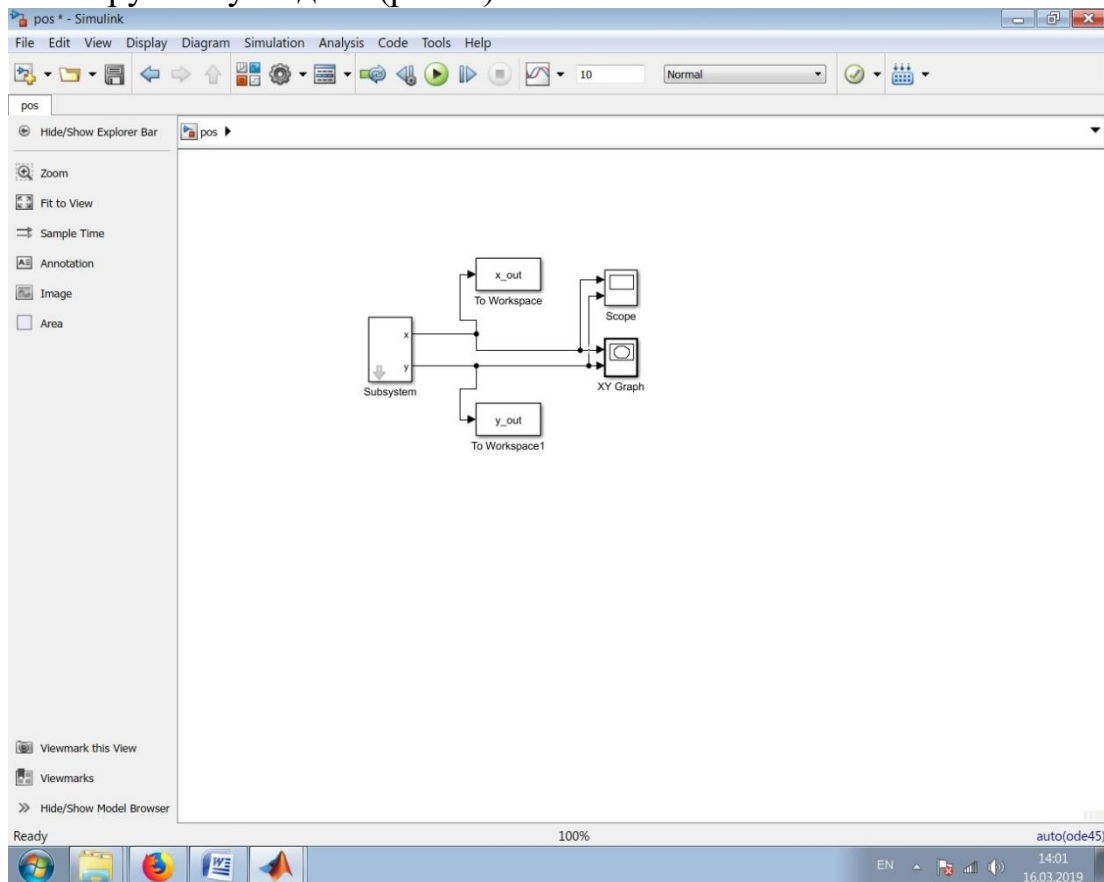 pos * - Simulink
File Edit View Display Diagram Simulation Analysis Code Tools Help
10 Normal
pos
Hide/Show Explorer Bar
pos
Zoom
Fit to View
Sample Time
Annotation
Image
Area
x_out
To Workspace
Scope
x
y
Subsystem
XY Graph
y_out
To Workspace1
Viewmark this View
Viewmarks
Hide/Show Model Browser
Ready 100% auto(ode45)
EN 14:01
16.03.2019